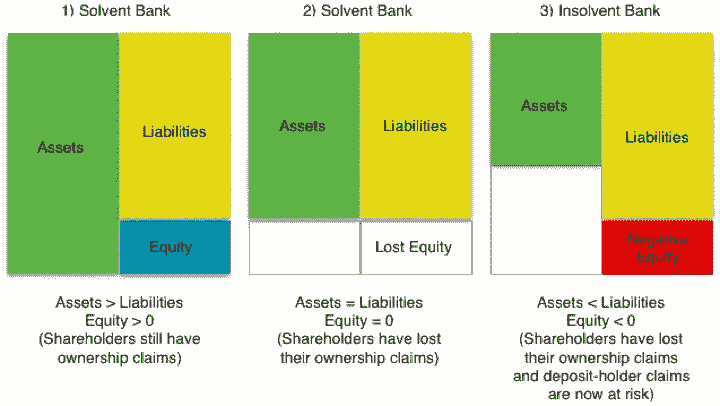 1) Solvent Bank
Assets
Liabilities
Equity
Assets > Liabilities
Equity > 0
(Shareholders still have
ownership claims)
2) Solvent Bank
Assets
Liabilities
Lost Equity
Assets = Liabilities
Equity = 0
(Shareholders have lost
their ownership claims)
3) Insolvent Bank
Assets
Liabilities
Negative
Equity
Assets < Liabilities
Equity < 0
(Shareholders have lost
their ownership claims
and deposit-holder claims
are now at risk)